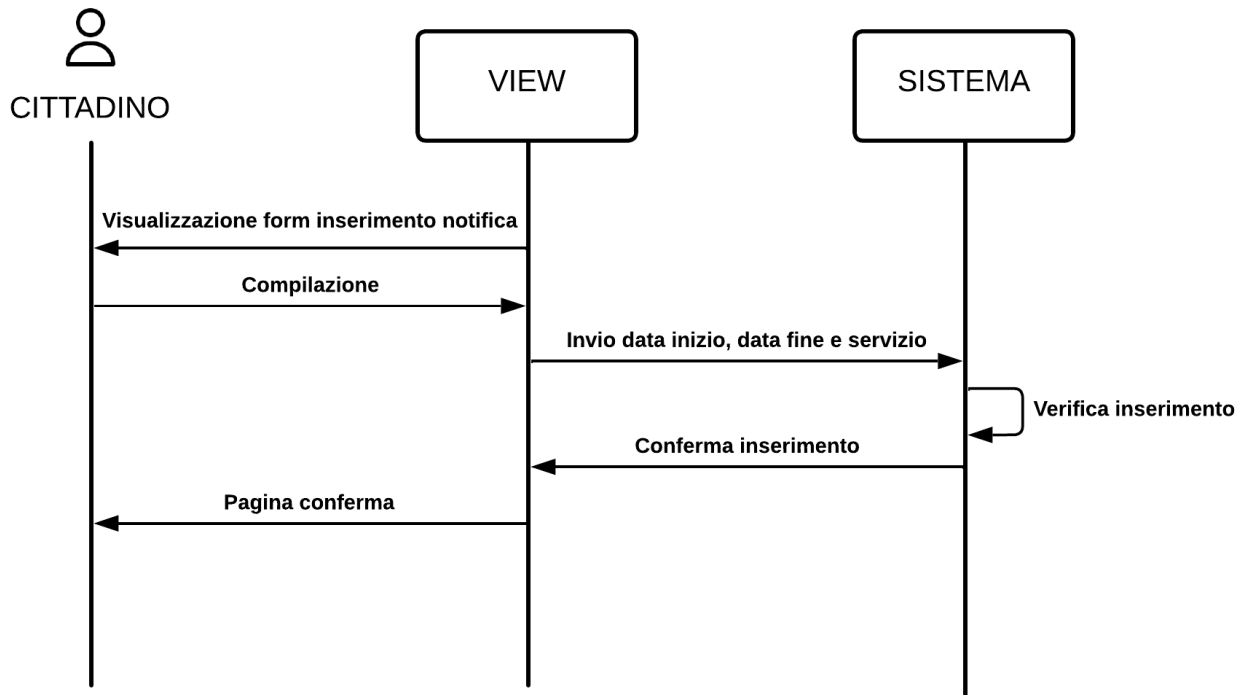 CITTADINO
VIEW
SISTEMA
Visualizzazione form inserimento notifica
Compilazione
Invio data inizio, data fine e servizio
Verifica inserimento
Conferma inserimento
Pagina conferma